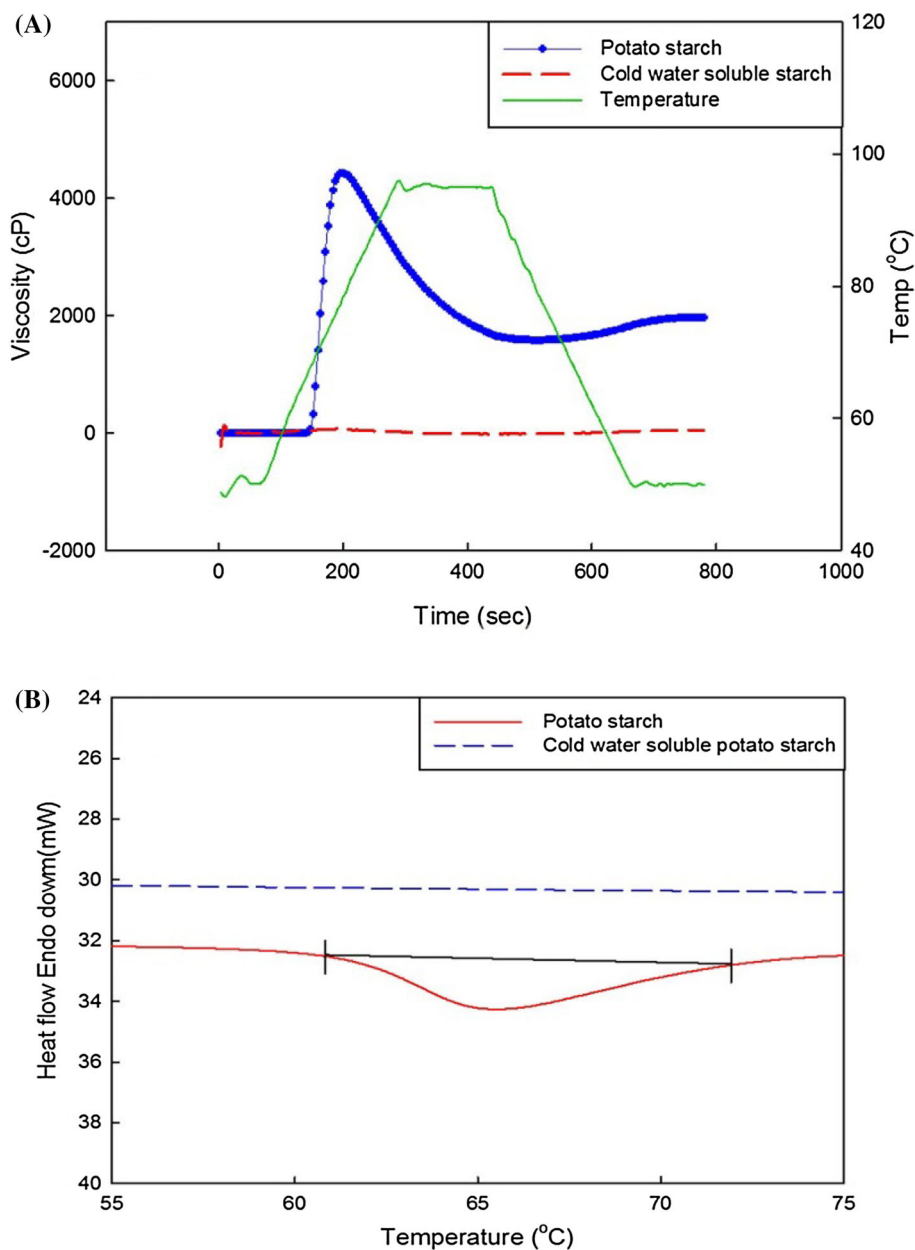 (A)
120
Potato starch
Cold water soluble starch
Temperature
6000
100
4000
Viscosity (cP)
80
Temp (°C)
2000
60
0
-2000
40
0 200 400 600 800 1000
Time (sec)
(B)
24
Potato starch
Cold water soluble potato starch
26
28
Heat flow Endo dowm(mW)
30
32
34
36
38
40
55 60 65 70 75
Temperature (°C)